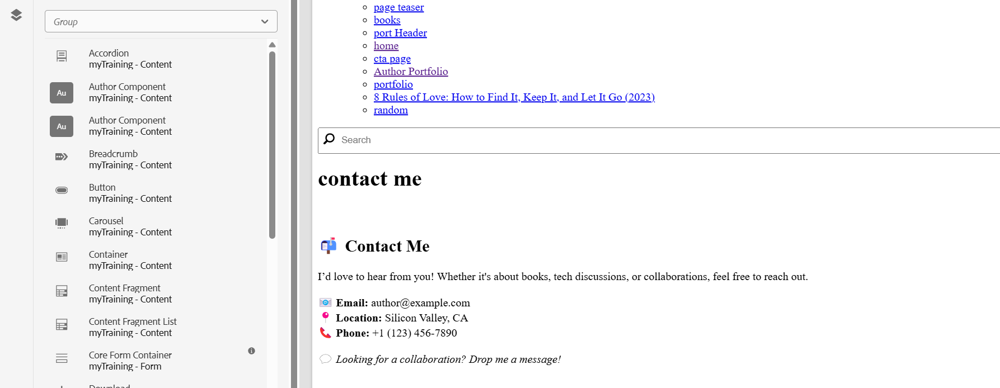 Group
Accordion
myTraining - Content
Au
Author Component
myTraining - Content
Au
Author Component
myTraining - Content
Breadcrumb
myTraining - Content
Button
myTraining - Content
Carousel
myTraining - Content
Container
myTraining - Content
Content Fragment
myTraining - Content
Content Fragment List
myTraining - Content
Core Form Container
myTraining - Form
Download
page teaser
books
port Header
home
cta page
Author Portfolio
portfolio
8 Rules of Love: How to Find It, Keep It, and Let It Go (2023)
random
Search
contact me
Contact Me
I’d love to hear from you! Whether it's about books, tech discussions, or collaborations, feel free to reach out.
Email: author@example.com
Location: Silicon Valley, CA
Phone: +1 (123) 456-7890
Looking for a collaboration? Drop me a message!